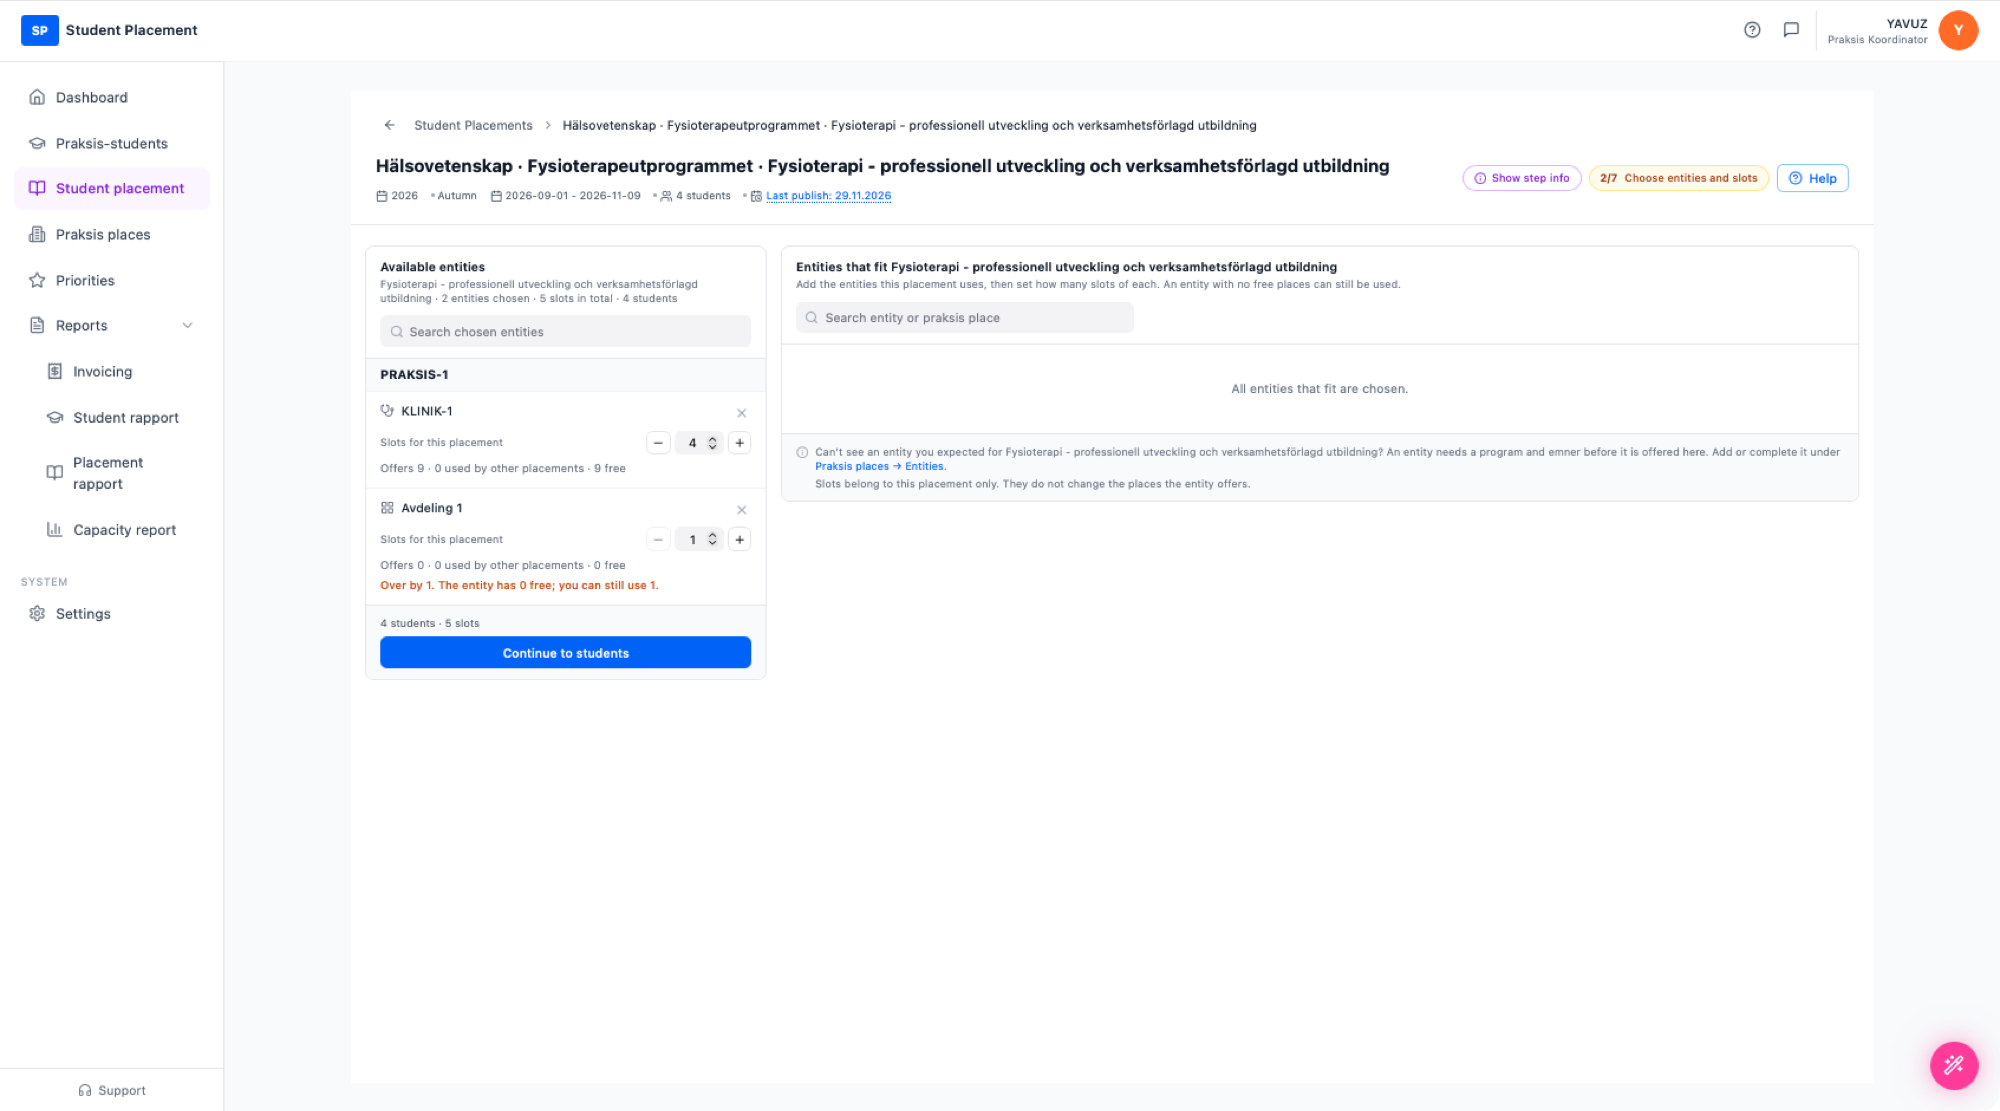 SP Student Placement
YAVUZ
Praksis Koordinator
Y
Dashboard
Praksis-students
Student placement
Praksis places
Priorities
Reports
Invoicing
Student rapport
Placement
rapport
Capacity report
SYSTEM
Settings
Support
Student Placements > Hälsovetenskap · Fysioterapeutprogrammet · Fysioterapi - professionell utveckling och verksamhetsförlagd utbildning
Hälsovetenskap · Fysioterapeutprogrammet · Fysioterapi - professionell utveckling och verksamhetsförlagd utbildning
2026 • Autumn 2026-09-01 - 2026-11-09 • 4 students • Last publish: 29.11.2026
Show step info
2/7 Choose entities and slots
Help
Available entities
Fysioterapi - professionell utveckling och verksamhetsförlagd
utbildning · 2 entities chosen · 5 slots in total · 4 students
Search chosen entities
PRAKSIS-1
KLINIK-1
Slots for this placement
4
Offers 9 · 0 used by other placements · 9 free
Avdeling 1
Slots for this placement
1
Offers 0 · 0 used by other placements · 0 free
Over by 1. The entity has 0 free; you can still use 1.
4 students · 5 slots
Continue to students
Entities that fit Fysioterapi - professionell utveckling och verksamhetsförlagd utbildning
Add the entities this placement uses, then set how many slots of each. An entity with no free places can still be used.
Search entity or praksis place
All entities that fit are chosen.
Can't see an entity you expected for Fysioterapi - professionell utveckling och verksamhetsförlagd utbildning? An entity needs a program and emner before it is offered here. Add or complete it under
Praksis places → Entities.
Slots belong to this placement only. They do not change the places the entity offers.